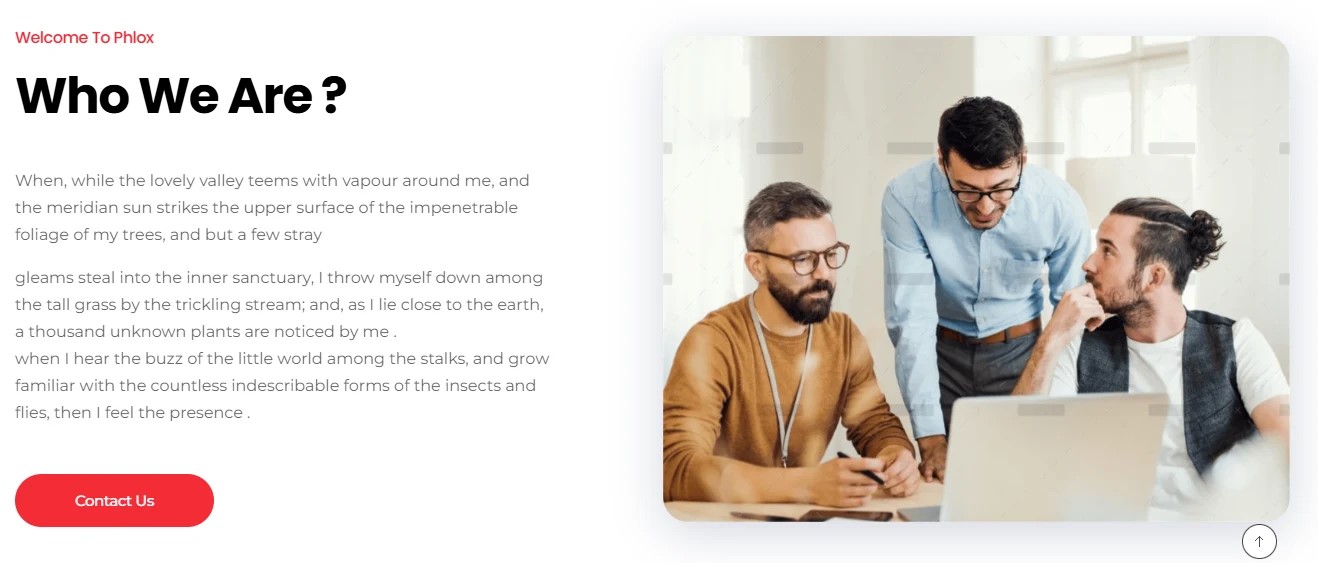 Welcome To Phlox
Who We Are ?
When, while the lovely valley teems with vapour around me, and
the meridian sun strikes the upper surface of the impenetrable
foliage of my trees, and but a few stray
gleams steal into the inner sanctuary, I throw myself down among
the tall grass by the trickling stream; and, as I lie close to the earth,
a thousand unknown plants are noticed by me .
when I hear the buzz of the little world among the stalks, and grow
familiar with the countless indescribable forms of the insects and
flies, then I feel the presence .
Contact Us